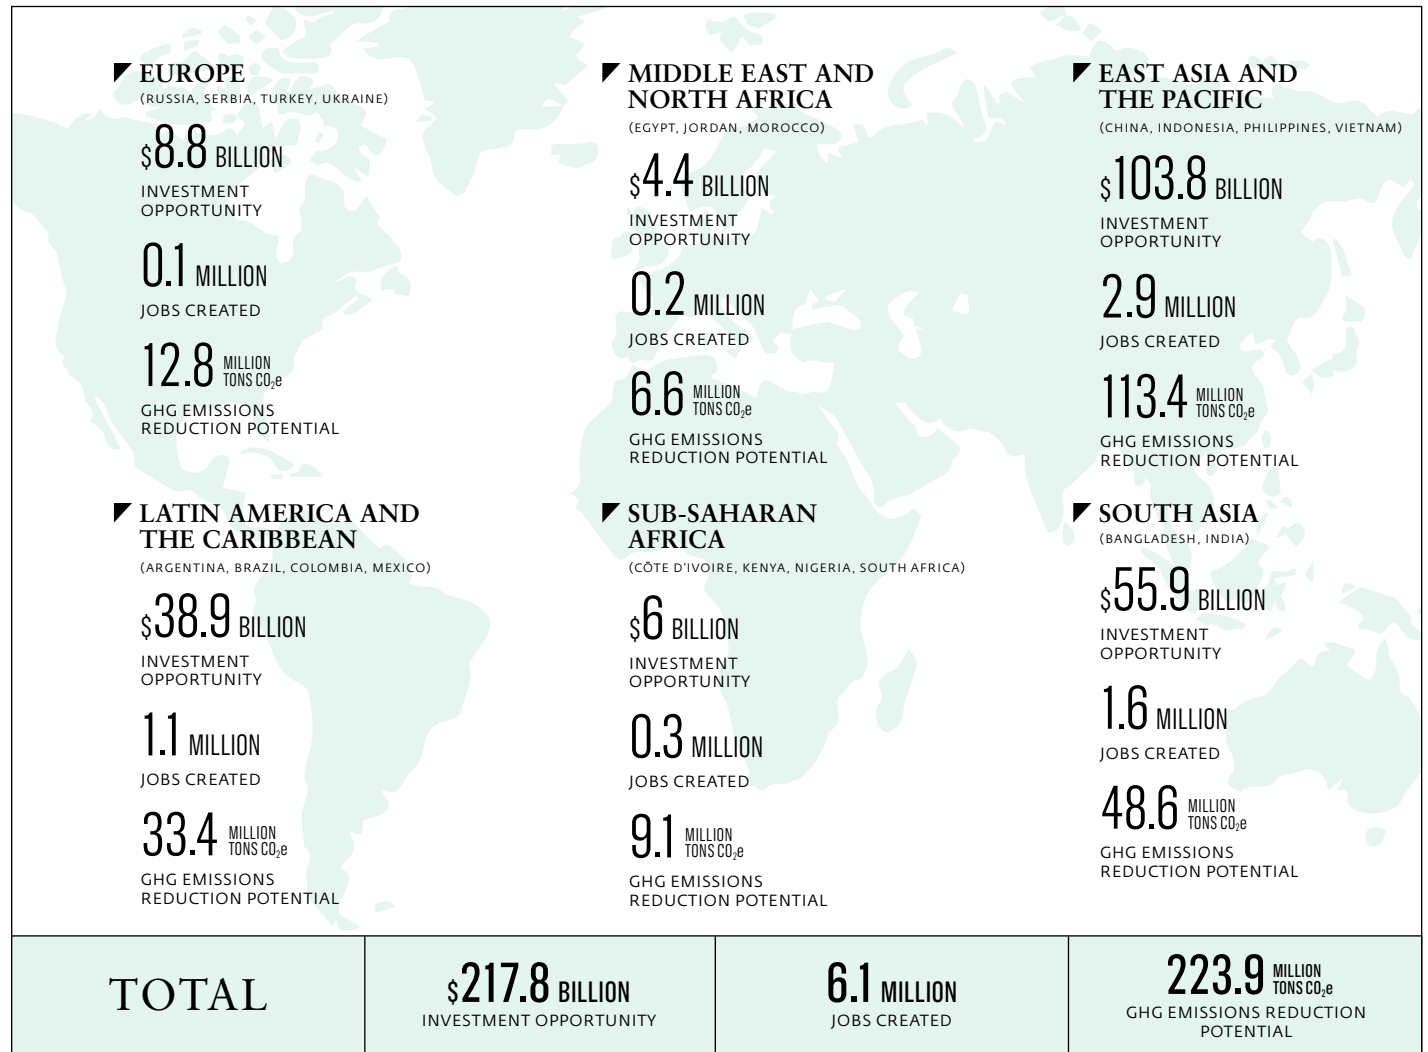 EUROPE
(RUSSIA, SERBIA, TURKEY, UKRAINE)
$8.8 BILLION
INVESTMENT
OPPORTUNITY
0.1 MILLION
JOBS CREATED
12.8 MILLION
TONS CO₂e
GHG EMISSIONS
REDUCTION POTENTIAL
MIDDLE EAST AND
NORTH AFRICA
(EGYPT, JORDAN, MOROCCO)
$4.4 BILLION
INVESTMENT
OPPORTUNITY
0.2 MILLION
JOBS CREATED
6.6 MILLION
TONS CO₂e
GHG EMISSIONS
REDUCTION POTENTIAL
EAST ASIA AND
THE PACIFIC
(CHINA, INDONESIA, PHILIPPINES, VIETNAM)
$103.8 BILLION
INVESTMENT
OPPORTUNITY
2.9 MILLION
JOBS CREATED
113.4 MILLION
TONS CO₂e
GHG EMISSIONS
REDUCTION POTENTIAL
LATIN AMERICA AND
THE CARIBBEAN
(ARGENTINA, BRAZIL, COLOMBIA, MEXICO)
$38.9 BILLION
INVESTMENT
OPPORTUNITY
1.1 MILLION
JOBS CREATED
33.4 MILLION
TONS CO₂e
GHG EMISSIONS
REDUCTION POTENTIAL
SUB-SAHARAN
AFRICA
(CÔTE D'IVOIRE, KENYA, NIGERIA, SOUTH AFRICA)
$6 BILLION
INVESTMENT
OPPORTUNITY
0.3 MILLION
JOBS CREATED
9.1 MILLION
TONS CO₂e
GHG EMISSIONS
REDUCTION POTENTIAL
SOUTH ASIA
(BANGLADESH, INDIA)
$55.9 BILLION
INVESTMENT
OPPORTUNITY
1.6 MILLION
JOBS CREATED
48.6 MILLION
TONS CO₂e
GHG EMISSIONS
REDUCTION POTENTIAL
TOTAL
$217.8 BILLION
INVESTMENT OPPORTUNITY
6.1 MILLION
JOBS CREATED
223.9 MILLION
TONS CO₂e
GHG EMISSIONS REDUCTION
POTENTIAL